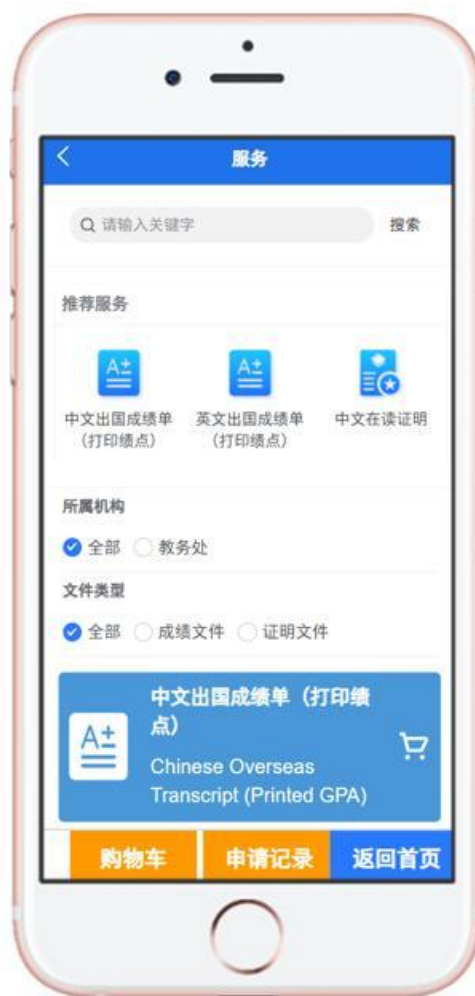 服务
请输入关键字
搜索
推荐服务
中文出国成绩单
（打印绩点）
英文出国成绩单
（打印绩点）
中文在读证明
所属机构
全部 教务处
文件类型
全部 成绩文件 证明文件
中文出国成绩单（打印绩
点）
Chinese Overseas
Transcript (Printed GPA)
购物车 申请记录 返回首页